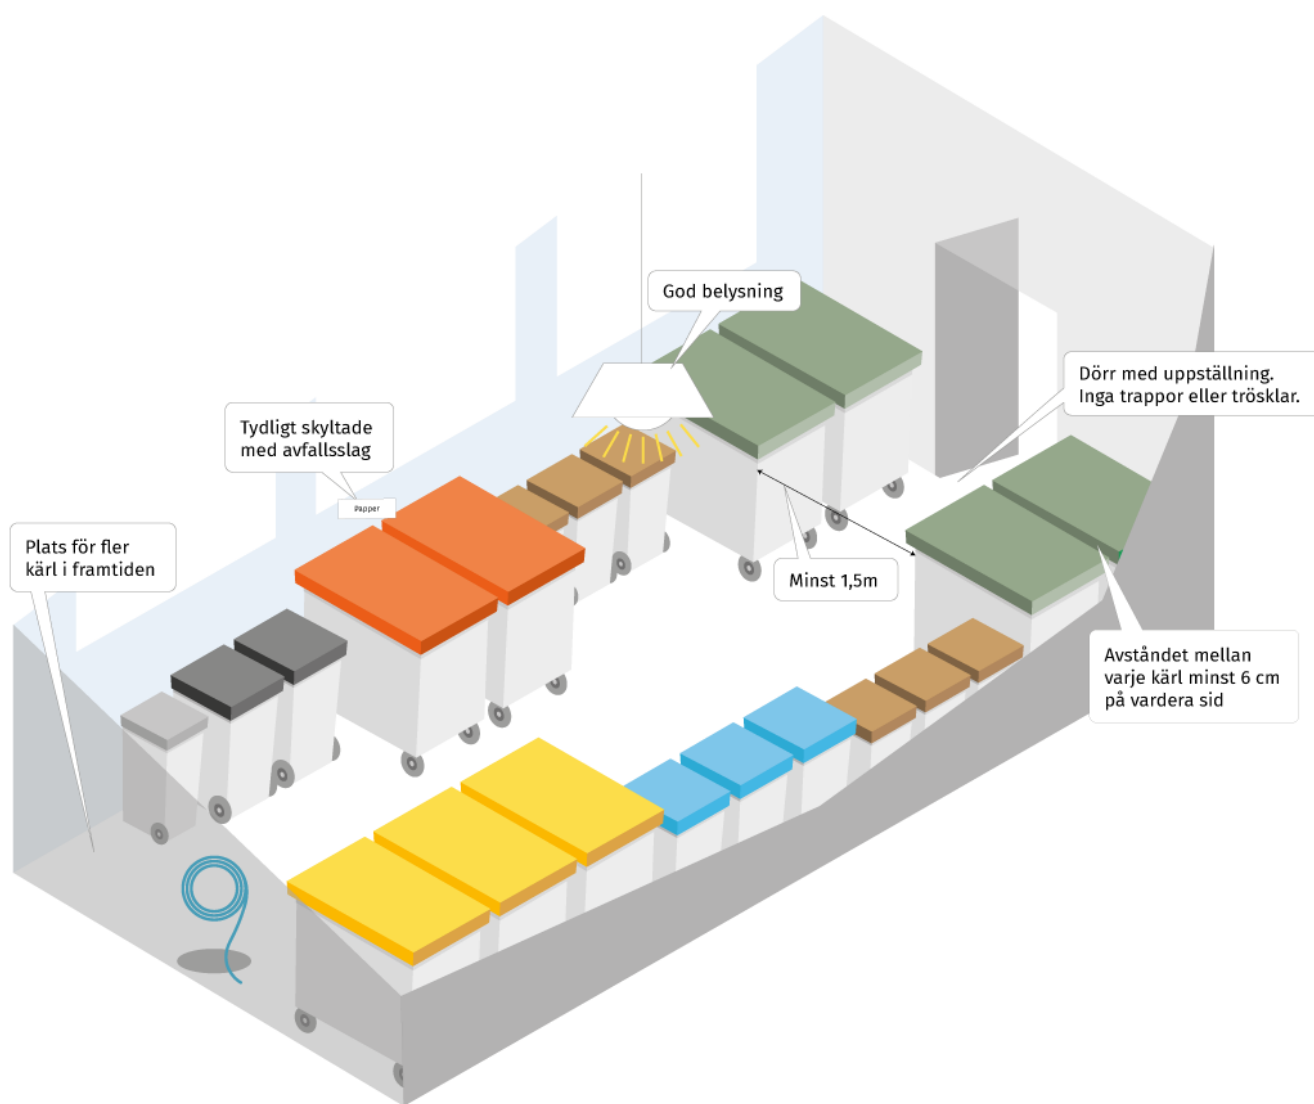 God belysning
Dörr med uppställning.
Inga trappor eller trösklar.
Tydligt skyltade
med avfallsslag
Papper
Plats för fler
kärl i framtiden
Minst 1,5m
Avståndet mellan
varje kärl minst 6 cm
på vardera sid